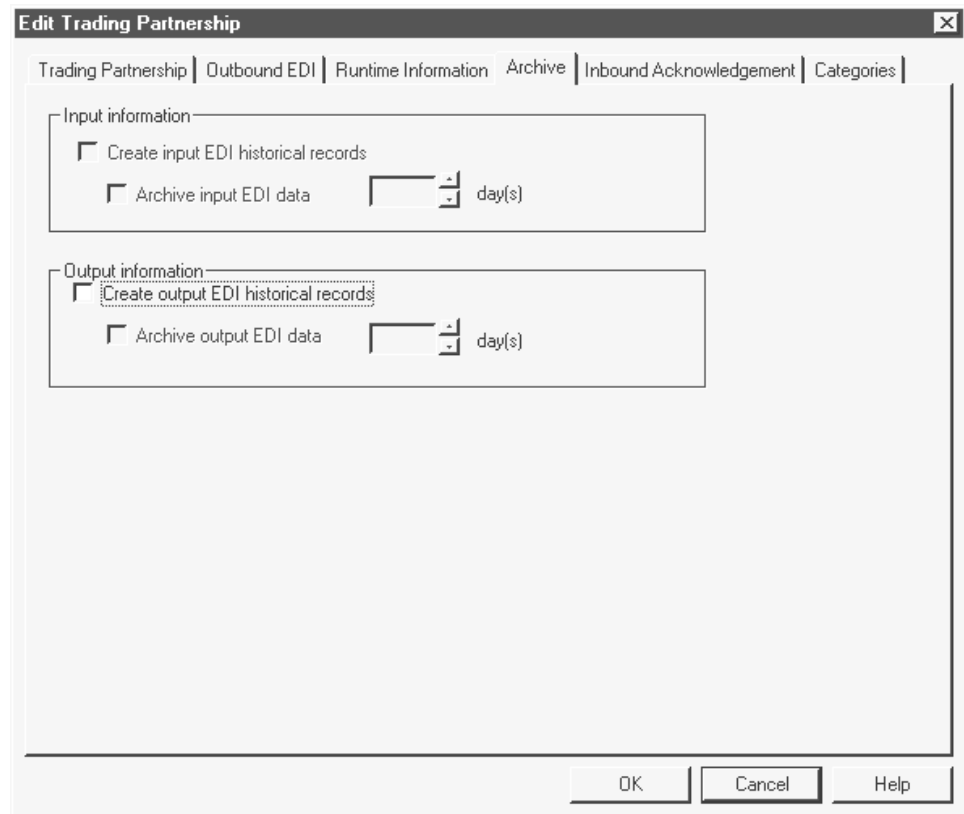 Edit Trading Partnership
Trading Partnership Outbound EDI Runtime Information Archive Inbound Acknowledgement Categories
Input information
Create input EDI historical records
Archive input EDI data day(s)
Output information
Create output EDI historical records
Archive output EDI data day(s)
OK Cancel Help